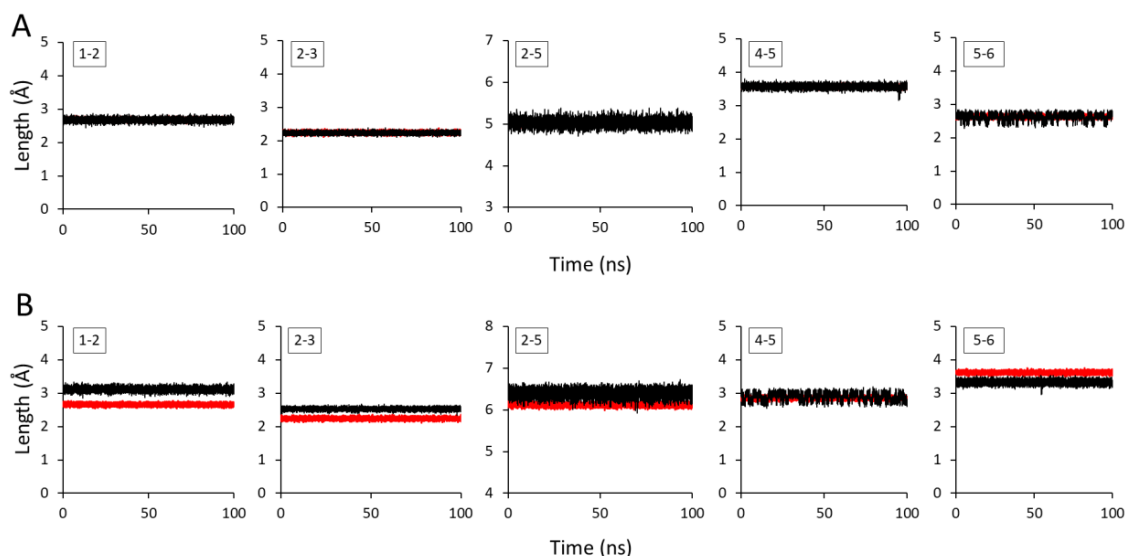 A
1-2 2-3 2-5 4-5 5-6
5 5 7 5 5
4 4 6 4 4
3 3 5 3 3
2 2 4 2 2
1 1 3 1 1
0 0 0 0
Length (Å)
0 50 100 0 50 100 0 50 100 0 50 100 0 50 100
Time (ns)
B
1-2 2-3 2-5 4-5 5-6
5 5 8 5 5
4 4 7 4 4
3 3 6 3 3
2 2 5 2 2
1 1 4 1 1
0 0 0 0
Length (Å)
0 50 100 0 50 100 0 50 100 0 50 100 0 50 100
Time (ns)